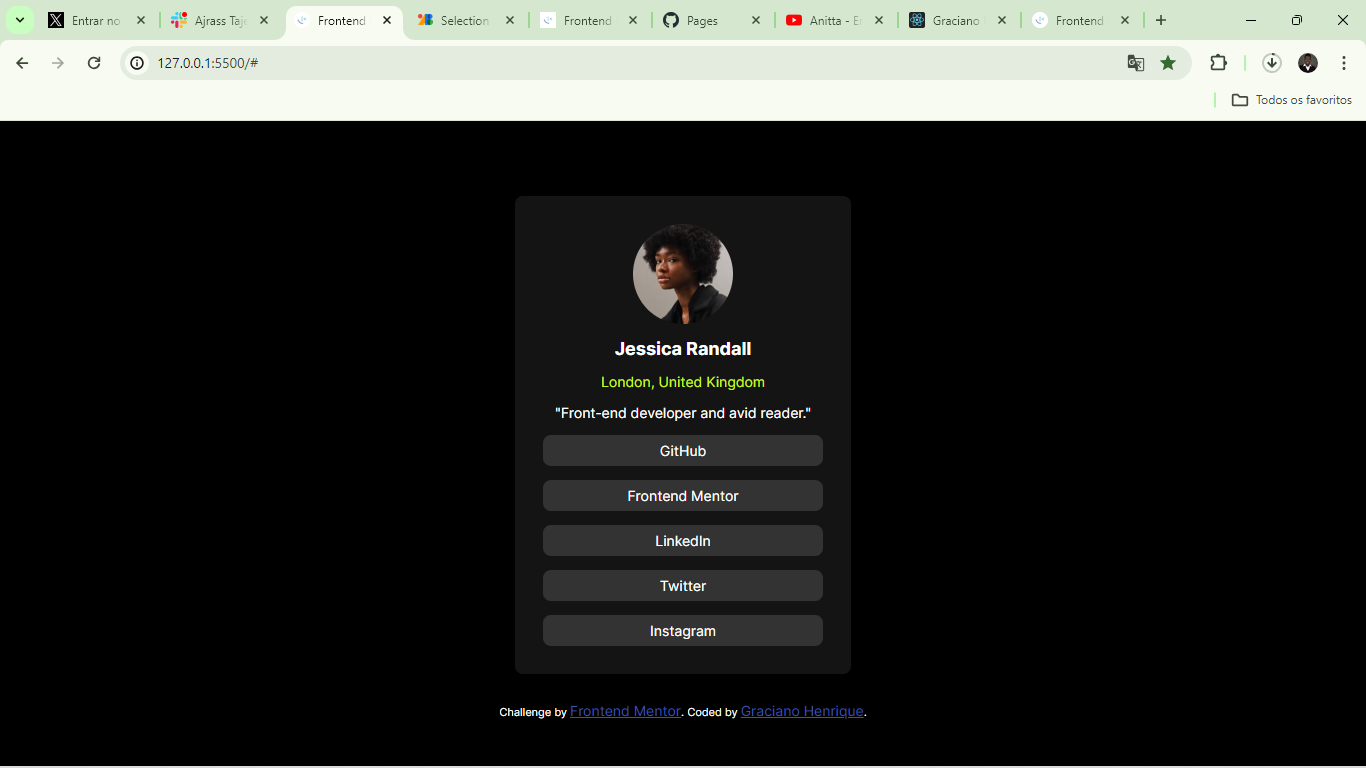 Entrar no
Ajrass Taje
Frontend
Selection
Frontend
Pages
Anitta - En
Graciano
Frontend
127.0.0.1:5500/#
Todos os favoritos
Jessica Randall
London, United Kingdom
"Front-end developer and avid reader."
GitHub
Frontend Mentor
LinkedIn
Twitter
Instagram
Challenge by Frontend Mentor. Coded by Graciano Henrique.